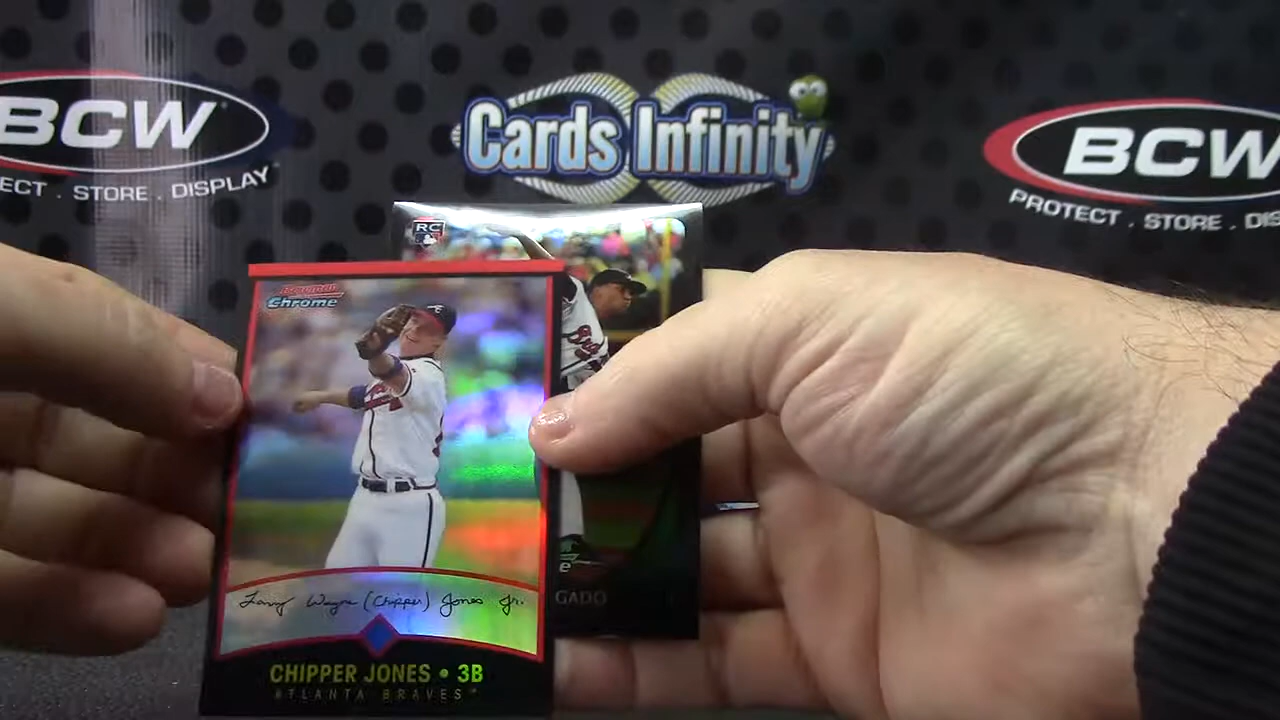 BCW
ECT . STORE . DISPLAY
Cards Infinity
BCW
PROTECT . STORE . DIS
RC
Bowman
Chrome
Larry Wayne (Chipper) Jones Jr.
GADO
CHIPPER JONES • 3B
ATLANTA BRAVES